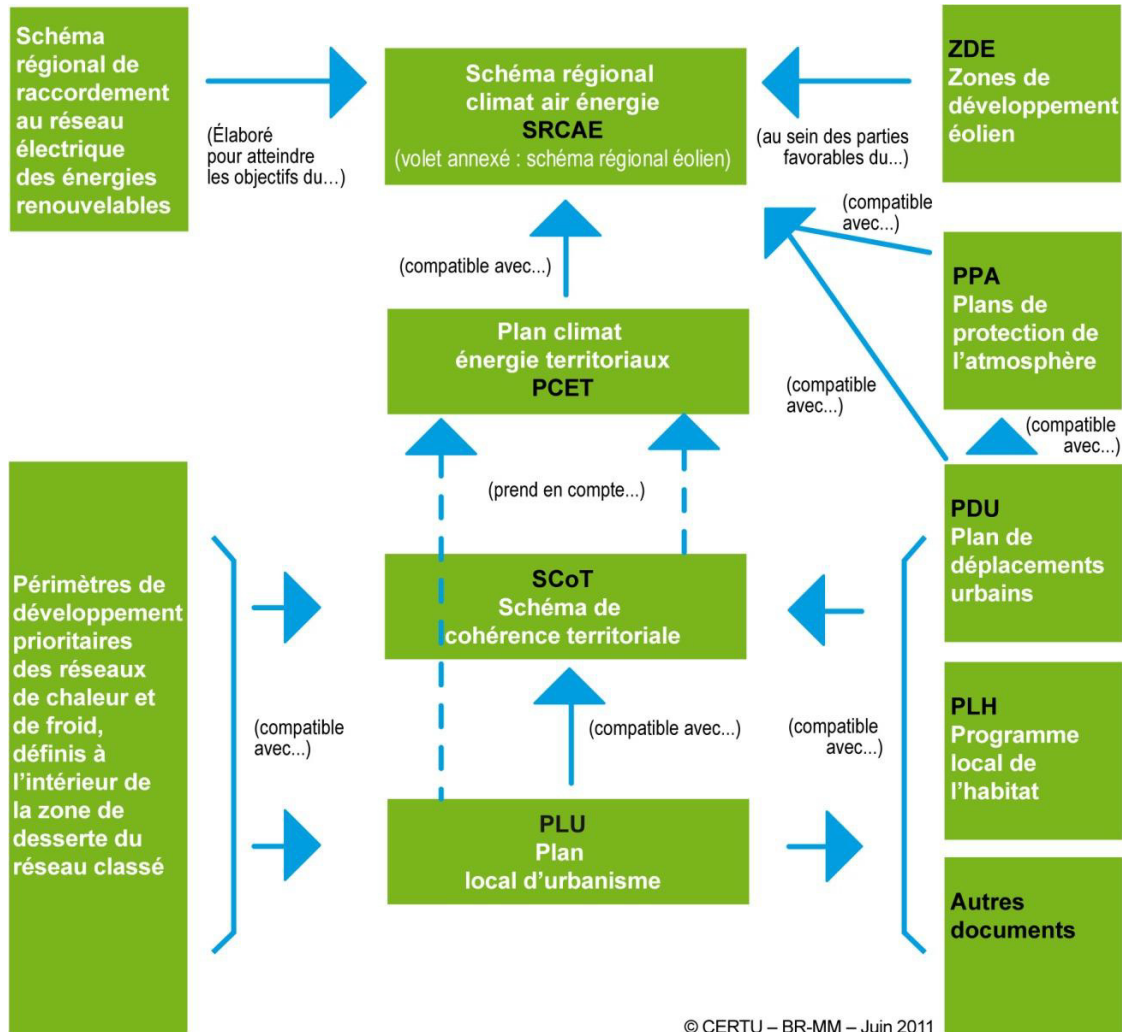 Schéma
régional de
raccordement
au réseau
électrique
des énergies
renouvelables
(Élaboré
pour atteindre
les objectifs du...)
Schéma régional
climat air énergie
SRCAE
(volet annexé : schéma régional éolien)
(au sein des parties
favorables du...)
ZDE
Zones de
développement
éolien
(compatible
avec...)
PPA
Plans de
protection de
l’atmosphère
(compatible avec...)
Plan climat
énergie territoriaux
PCET
(compatible
avec...)
(compatible
avec...)
(prend en compte...)
PDU
Plan de
déplacements
urbains
Périmètres de
développement
prioritaires
des réseaux
de chaleur et
de froid,
définis à
l’intérieur de
la zone de
desserte du
réseau classé
SCoT
Schéma de
cohérence territoriale
(compatible
avec...)
(compatible avec...)
(compatible
avec...)
PLH
Programme
local de
l’habitat
PLU
Plan
local d’urbanisme
Autres
documents
© CERTU – BR-MM – Juin 2011